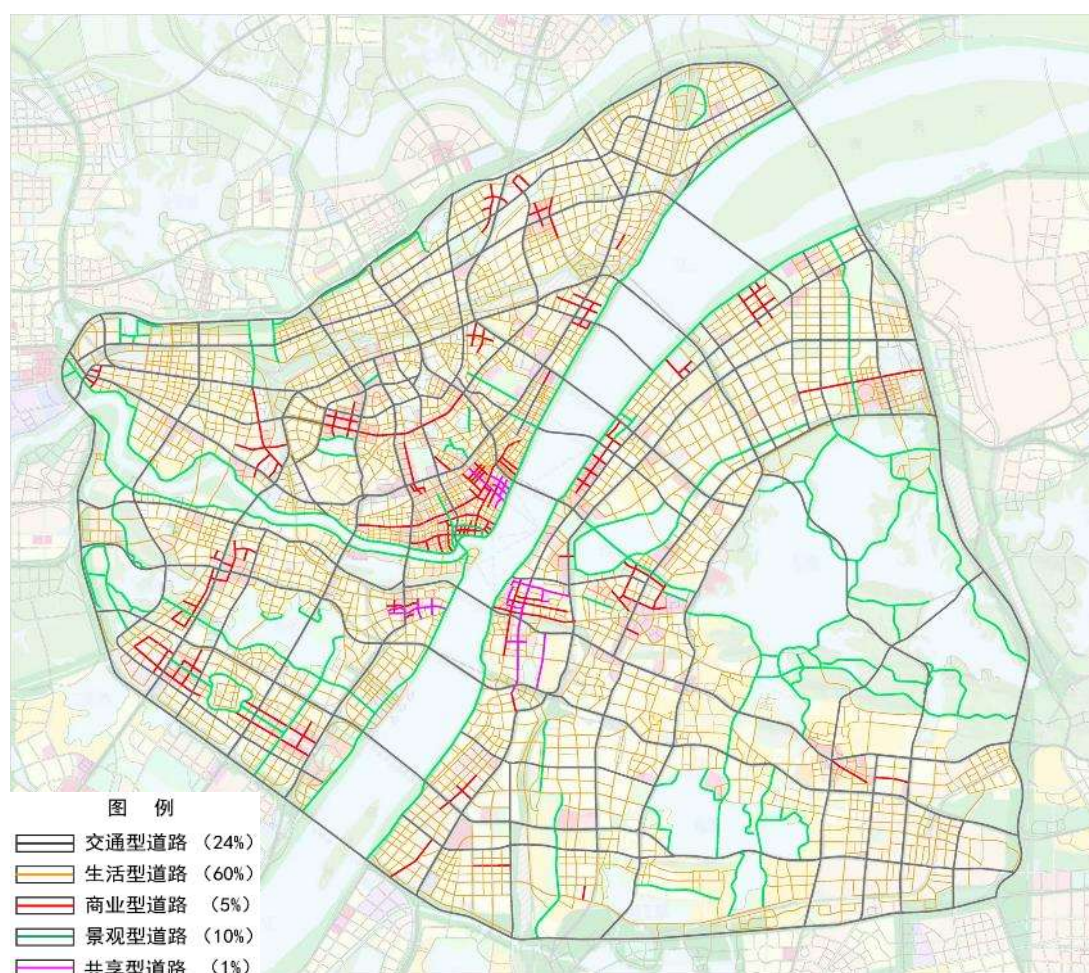 图 例
交通型道路 (24%)
生活型道路 (60%)
商业型道路 (5%)
景观型道路 (10%)
共享型道路 (1%)